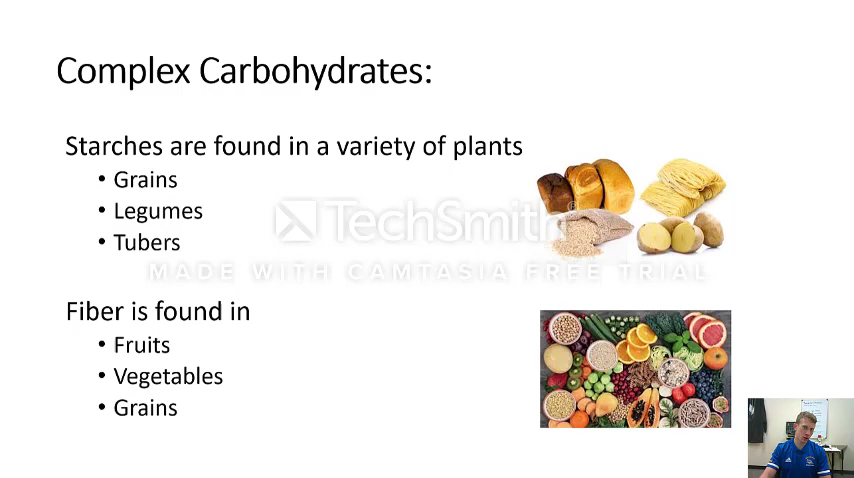 Complex Carbohydrates:
Starches are found in a variety of plants
• Grains
• Legumes
• Tubers
TechSmith®
MADE WITH CAMTASIA FREE TRIAL
Fiber is found in
• Fruits
• Vegetables
• Grains